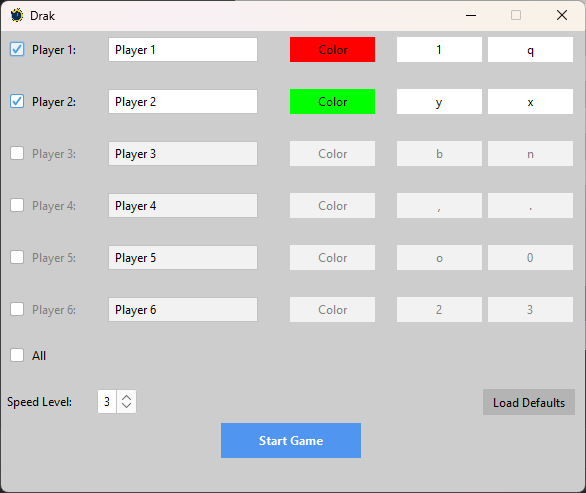 Drak
Player 1: Player 1 Color 1 q
Player 2: Player 2 Color y x
Player 3: Player 3 Color b n
Player 4: Player 4 Color , .
Player 5: Player 5 Color o 0
Player 6: Player 6 Color 2 3
All
Speed Level: 3 Load Defaults
Start Game